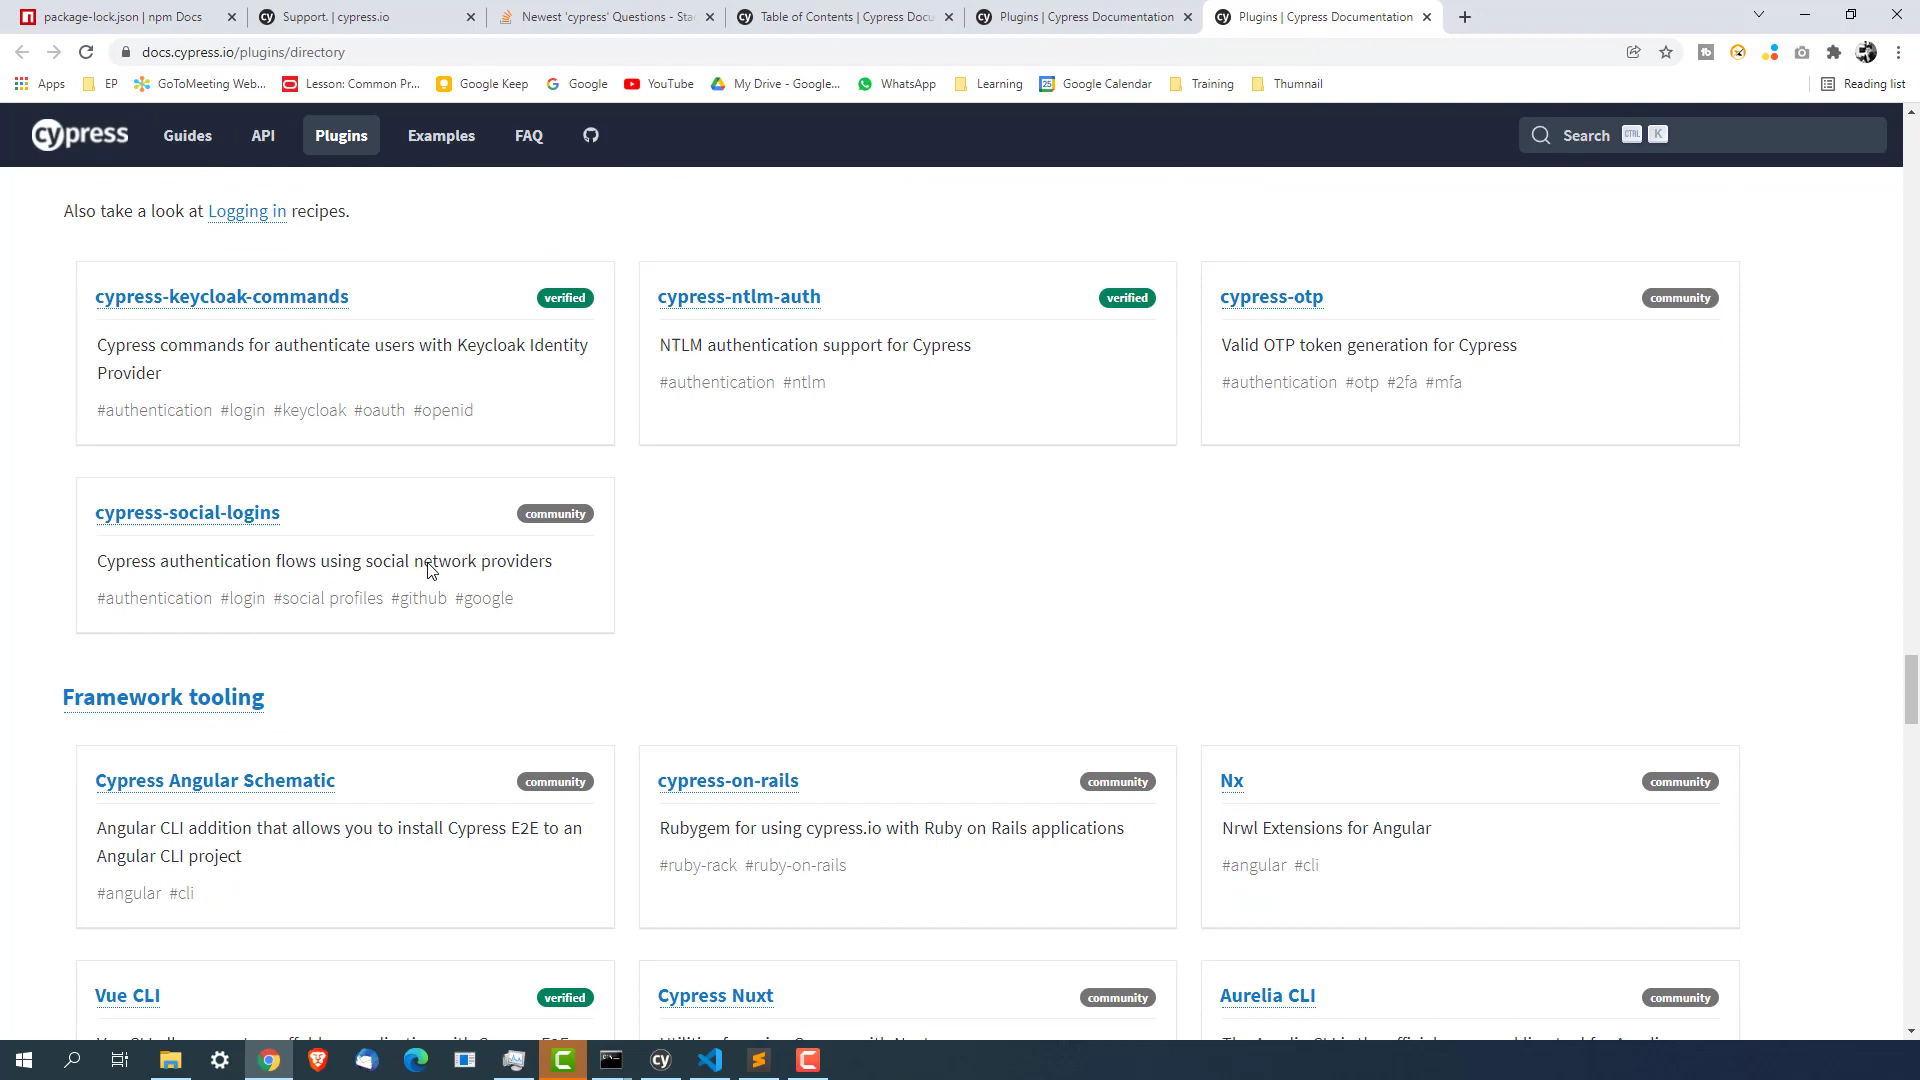 package-lock.json | npm Docs
Support. | cypress.io
Newest 'cypress' Questions - Sta
Table of Contents | Cypress Docu
Plugins | Cypress Documentation
Plugins | Cypress Documentation
docs.cypress.io/plugins/directory
Apps
EP
GoToMeeting Web...
Lesson: Common Pr...
Google Keep
Google
YouTube
My Drive - Google...
WhatsApp
Learning
Google Calendar
Training
Thumnail
Reading list
cypress
Guides
API
Plugins
Examples
FAQ
Search CTRL K
Also take a look at Logging in recipes.
cypress-keycloak-commands
verified
Cypress commands for authenticate users with Keycloak Identity
Provider
#authentication #login #keycloak #oauth #openid
cypress-ntlm-auth
verified
NTLM authentication support for Cypress
#authentication #ntlm
cypress-otp
community
Valid OTP token generation for Cypress
#authentication #otp #2fa #mfa
cypress-social-logins
community
Cypress authentication flows using social network providers
#authentication #login #social profiles #github #google
Framework tooling
Cypress Angular Schematic
community
Angular CLI addition that allows you to install Cypress E2E to an
Angular CLI project
#angular #cli
cypress-on-rails
community
Rubygem for using cypress.io with Ruby on Rails applications
#ruby-rack #ruby-on-rails
Nx
community
Nrwl Extensions for Angular
#angular #cli
Vue CLI
verified
Cypress Nuxt
community
Aurelia CLI
community